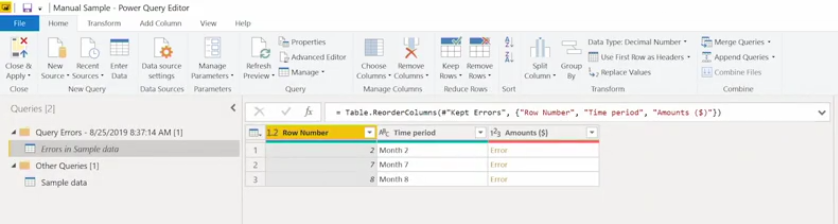 Manual Sample - Power Query Editor
File Home Transform Add Column View Help
Close & Apply New Source Recent Sources Enter Data Data source settings Manage Parameters Refresh Preview Properties Advanced Editor Manage Choose Columns Remove Columns Keep Rows Remove Rows Split Column Group By Data Type: Decimal Number Use First Row as Headers Replace Values Merge Queries Append Queries Combine Files
Close New Query Data Sources Parameters Query Manage Columns Reduce Rows Sort Transform Combine
Queries [2]
= Table.ReorderColumns(#"Kept Errors", {"Row Number", "Time period", "Amounts ($)"})
Query Errors - 8/25/2019 8:37:14 AM [1]
Errors in Sample data
Other Queries [1]
Sample data
1.2 Row Number ABC Time period 123 Amounts ($)
1 2 Month 2 Error
2 7 Month 7 Error
3 8 Month 8 Error